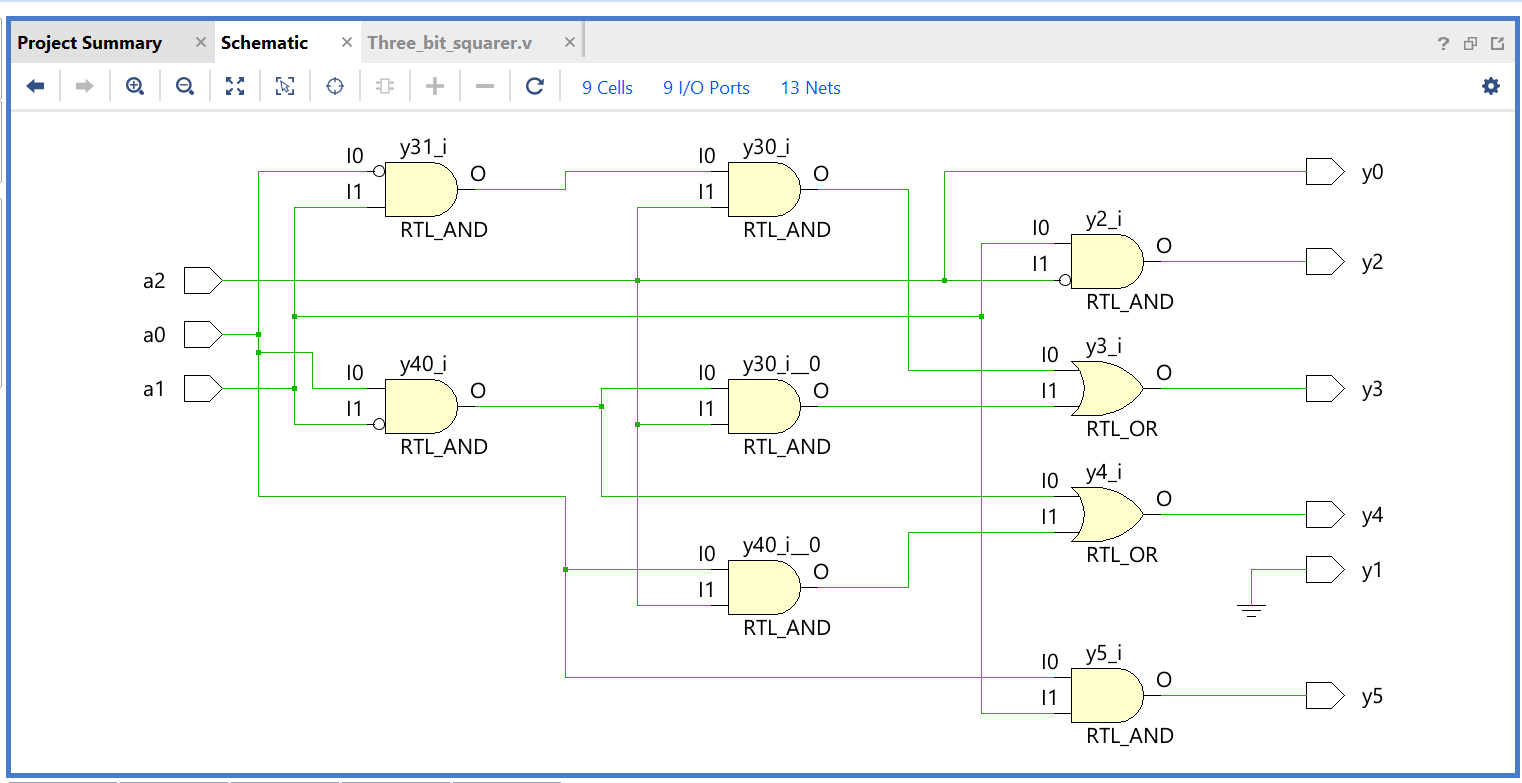 Project Summary × Schematic × Three_bit_squarer.v ×
?
9 Cells 9 I/O Ports 13 Nets
y31_i
I0
I1
O
RTL_AND
y30_i
I0
I1
O
RTL_AND
y0
y2_i
I0
I1
O
RTL_AND
y2
a2
a0
a1
y40_i
I0
I1
O
RTL_AND
y30_i__0
I0
I1
O
RTL_AND
y3_i
I0
I1
O
RTL_OR
y3
y4_i
I0
I1
O
RTL_OR
y4
y40_i__0
I0
I1
O
RTL_AND
y1
y5_i
I0
I1
O
RTL_AND
y5